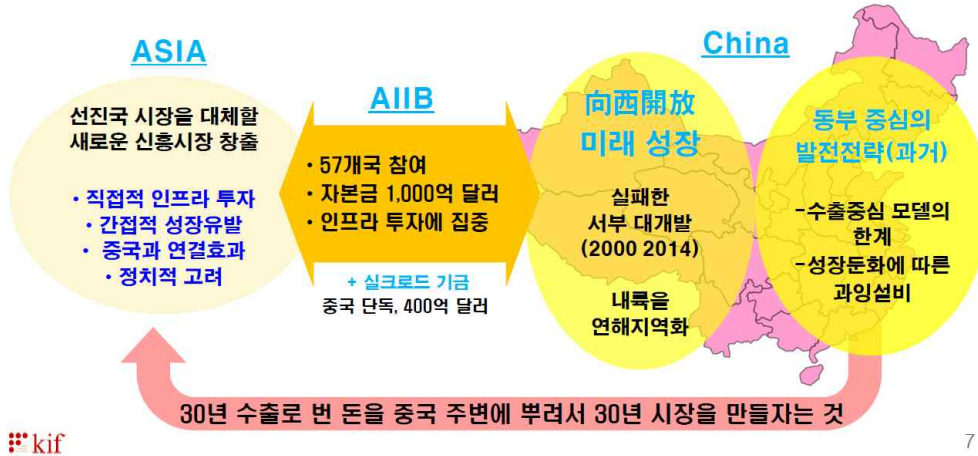 ASIA
선진국 시장을 대체할
새로운 신흥시장 창출
• 직접적 인프라 투자
• 간접적 성장유발
• 중국과 연결효과
• 정치적 고려
AIIB
• 57개국 참여
• 자본금 1,000억 달러
• 인프라 투자에 집중
+ 실크로드 기금
중국 단독, 400억 달러
China
向西開放
미래 성장
실패한
서부 대개발
(2000 2014)
내륙을
연해지역화
동부 중심의
발전전략(과거)
-수출중심 모델의
한계
-성장둔화에 따른
과잉설비
30년 수출로 번 돈을 중국 주변에 뿌려서 30년 시장을 만들자는 것
kif
7